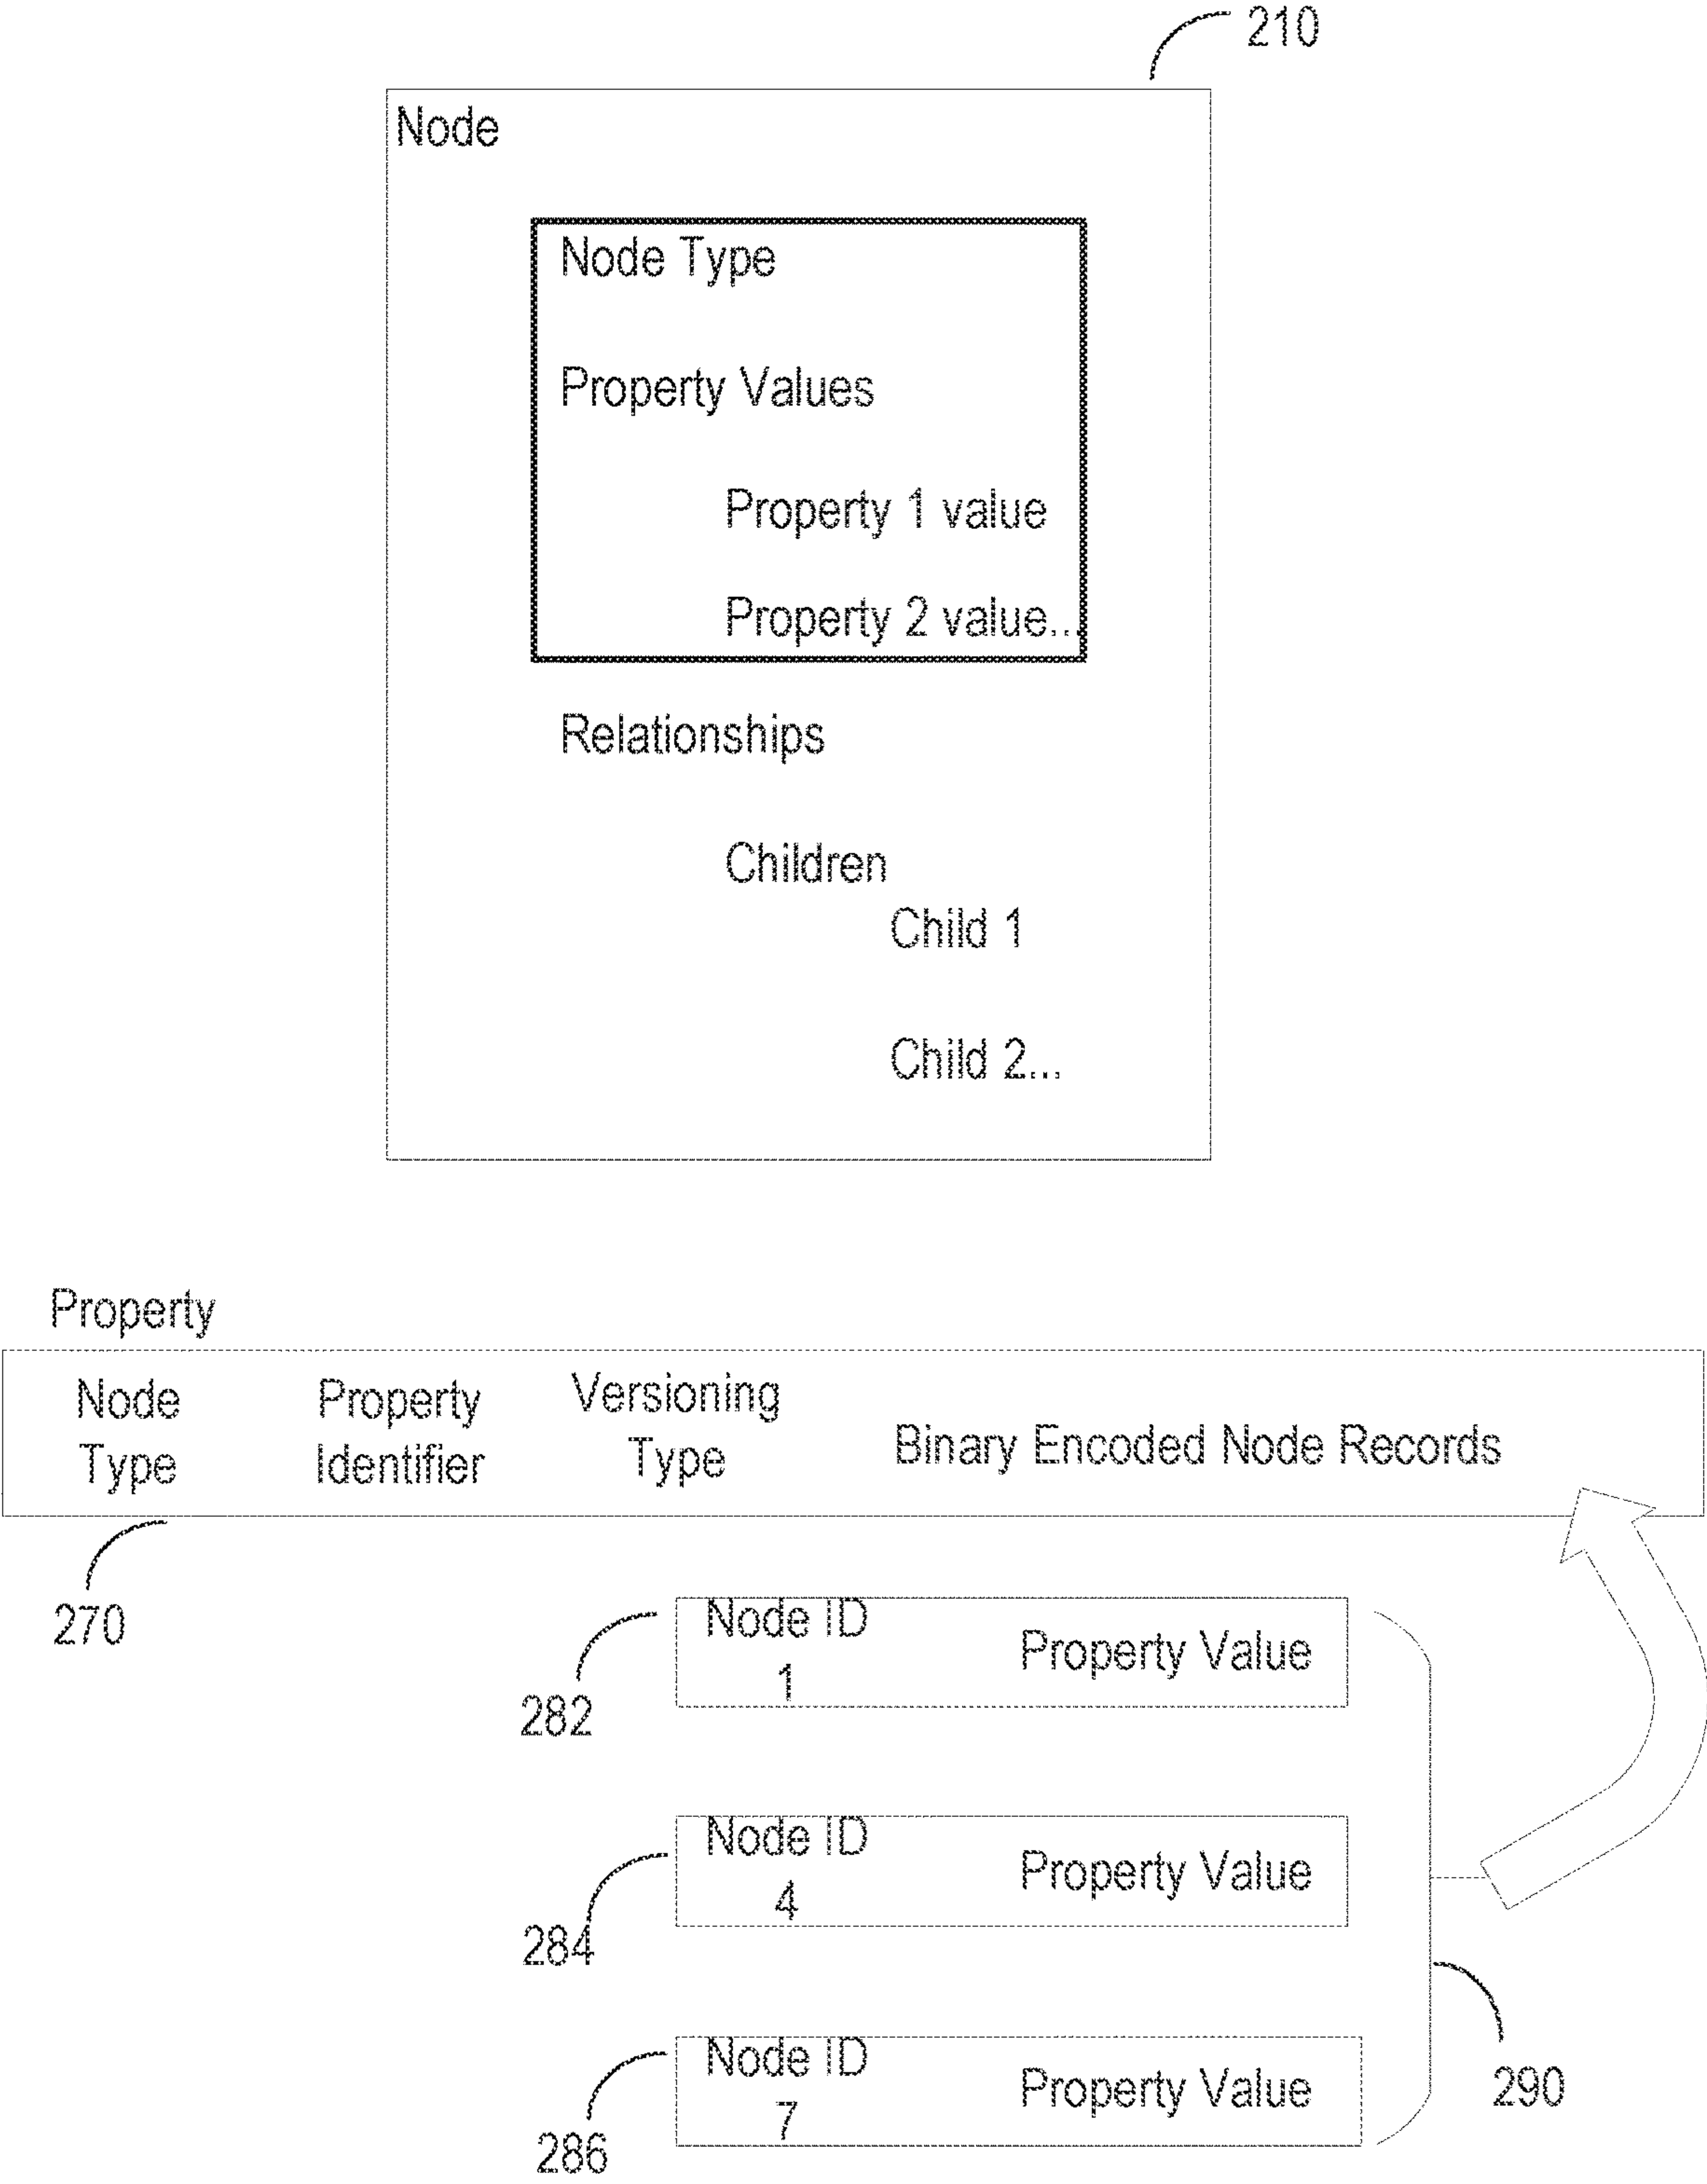 210
Node
Node Type
Property Values
Property 1 value
Property 2 value...
Relationships
Children
Child 1
Child 2...
Property
Node
Type
Property
Identifier
Versioning
Type
Binary Encoded Node Records
270
282
Node ID
1
Property Value
284
Node ID
4
Property Value
286
Node ID
7
Property Value
290